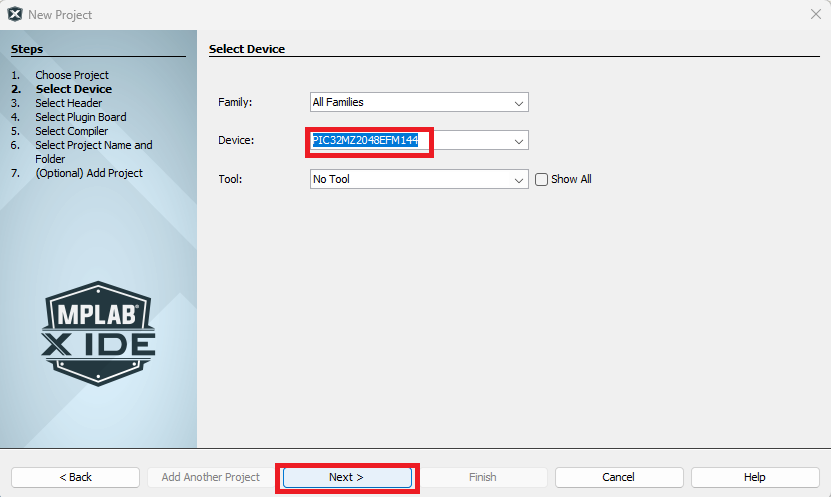 New Project
Steps
1. Choose Project
2. Select Device
3. Select Header
4. Select Plugin Board
5. Select Compiler
6. Select Project Name and
Folder
7. (Optional) Add Project
MPLAB®
X IDE
Select Device
Family: All Families
Device: PIC32MZ2048EFM144
Tool: No Tool Show All
< Back Add Another Project Next > Finish Cancel Help